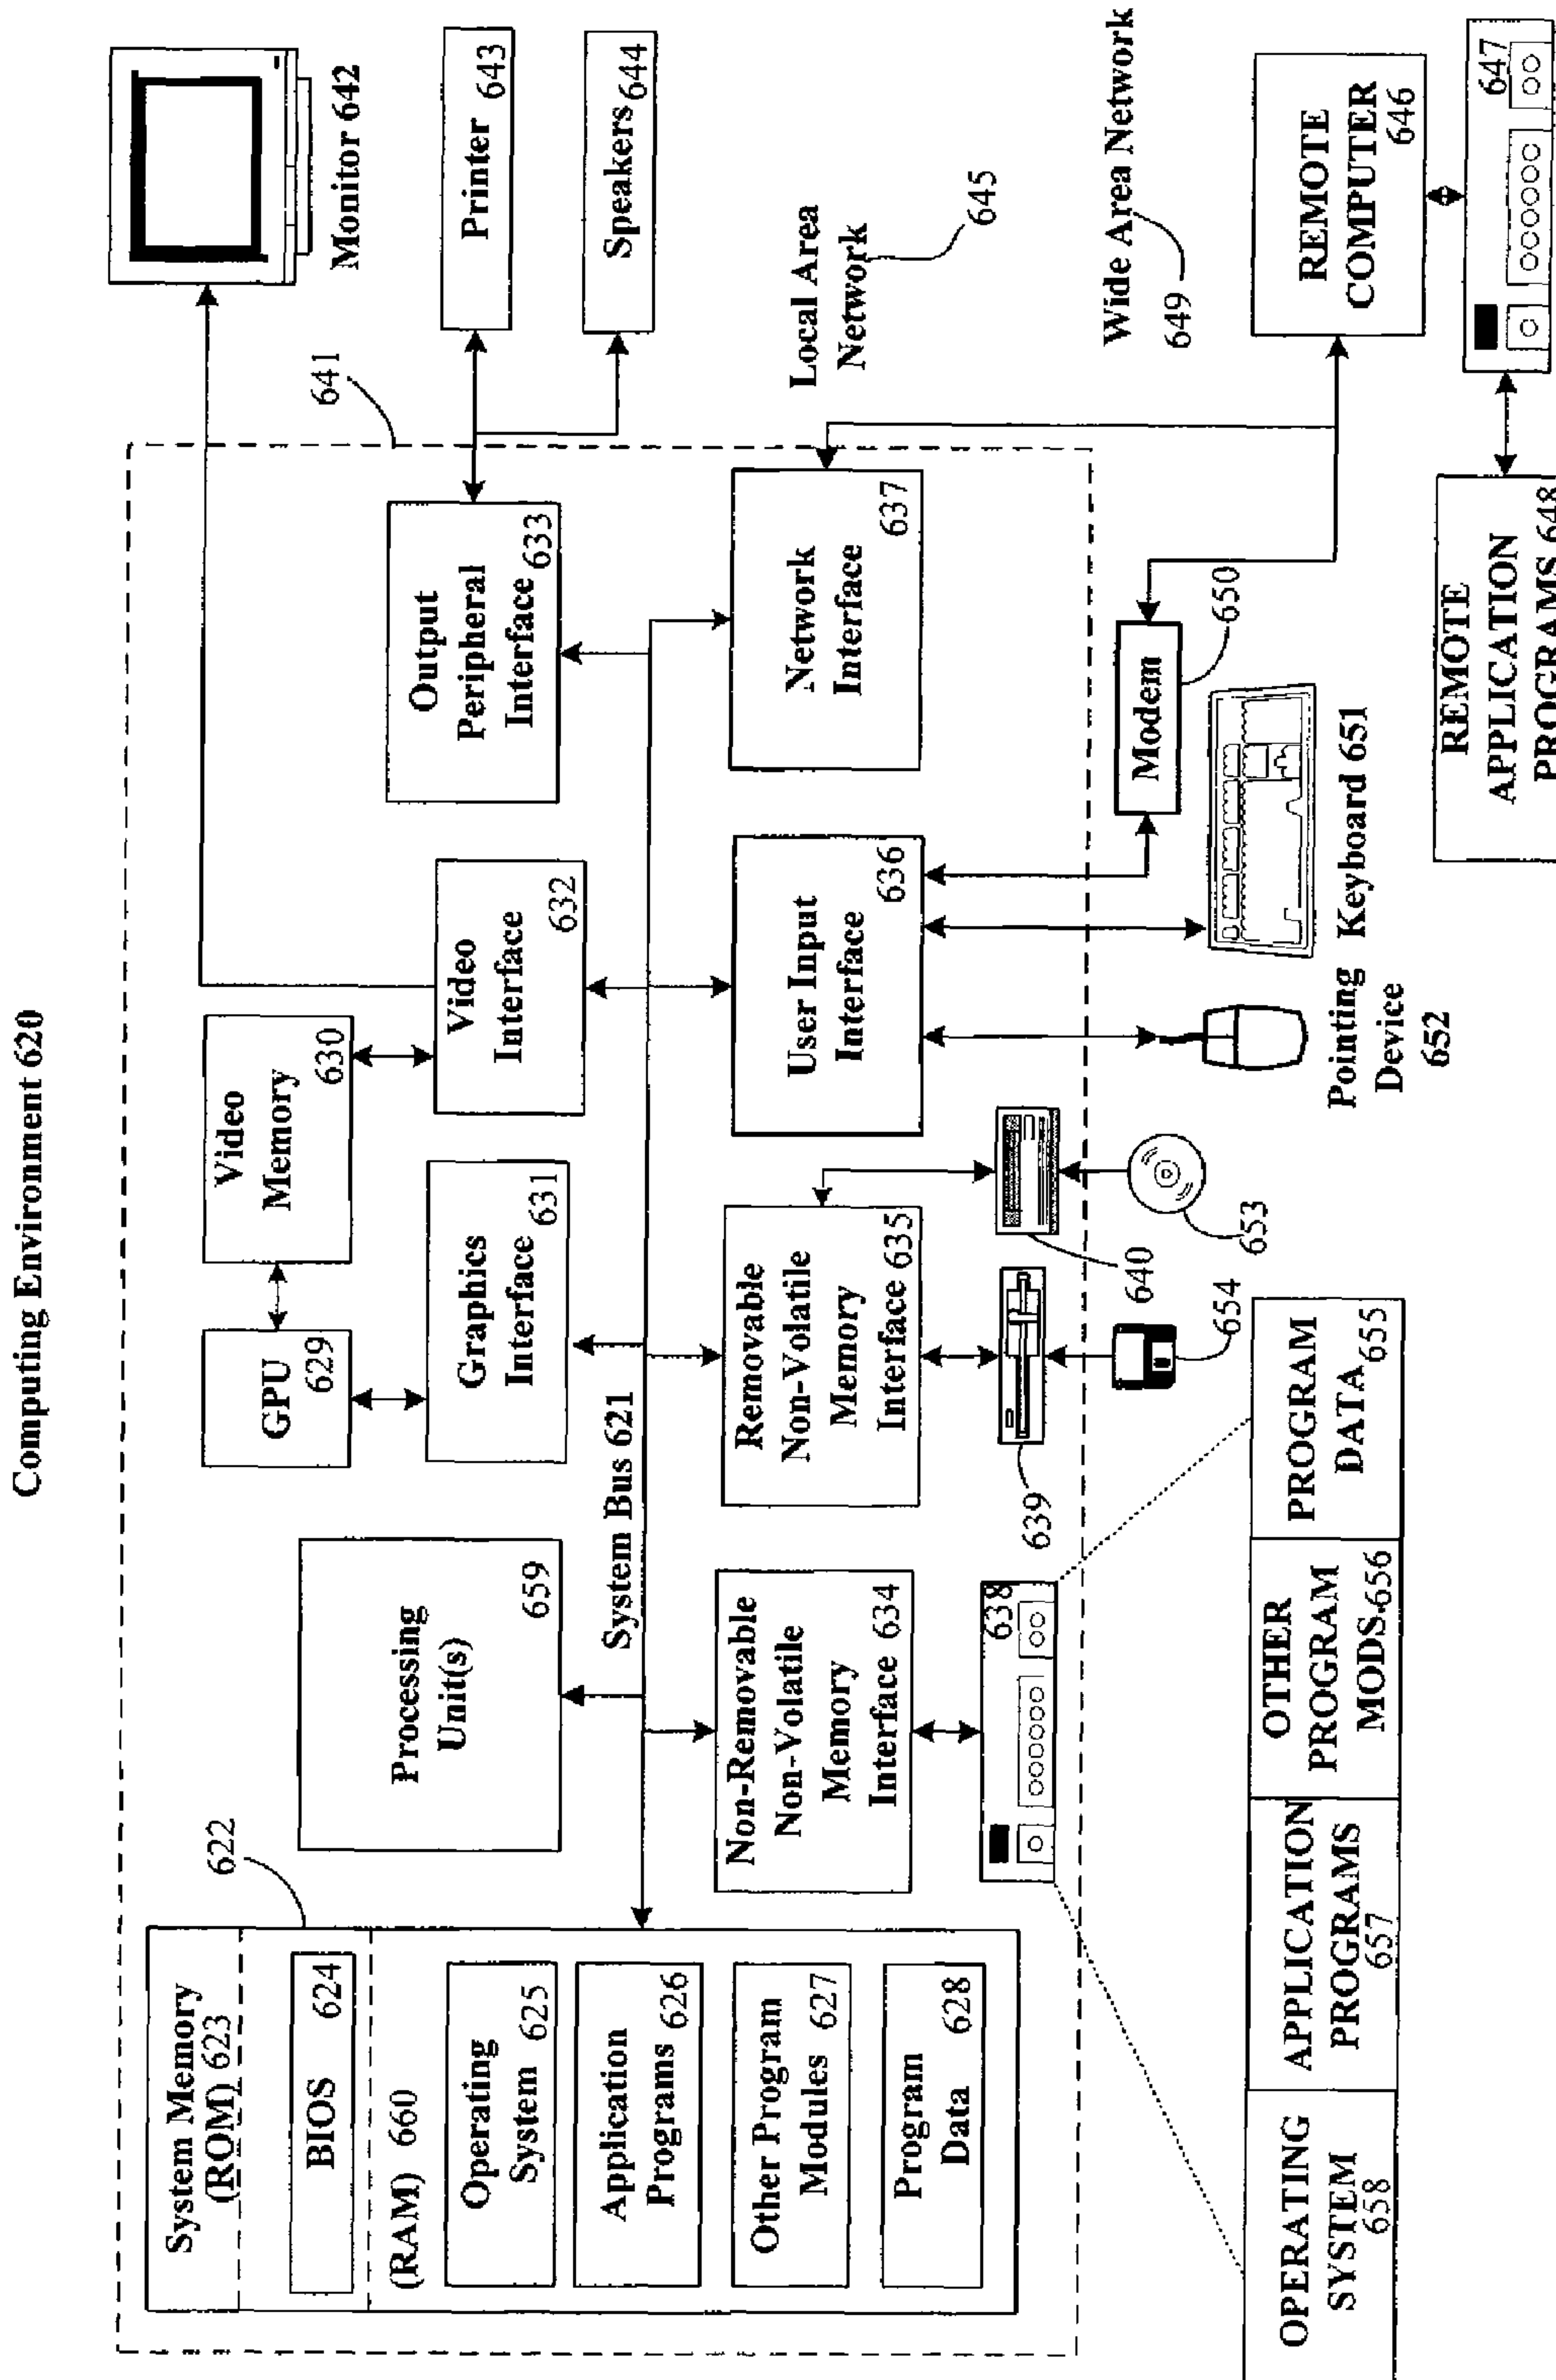 Computing Environment 620
System Memory
(ROM) 623
BIOS 624
622
(RAM) 660
Operating
System 625
Application
Programs 626
Other Program
Modules 627
Program
Data 628
Processing
Unit(s)
659
System Bus 621
GPU
629
Video
Memory
630
Graphics
Interface
631
Video
Interface
632
Output
Peripheral
Interface 633
641
Monitor 642
Printer 643
Speakers 644
Non-Removable
Non-Volatile
Memory
Interface 634
Removable
Non-Volatile
Memory
Interface 635
User Input
Interface
636
Network
Interface
637
Local Area
Network
645
638
639
640
653
654
Modem
650
Wide Area Network
649
Keyboard 651
Pointing
Device
652
REMOTE
COMPUTER
646
647
REMOTE
APPLICATION
PROGRAMS 648
OPERATING
SYSTEM
658
APPLICATION
PROGRAMS
657
OTHER
PROGRAM
MODS.656
PROGRAM
DATA 655